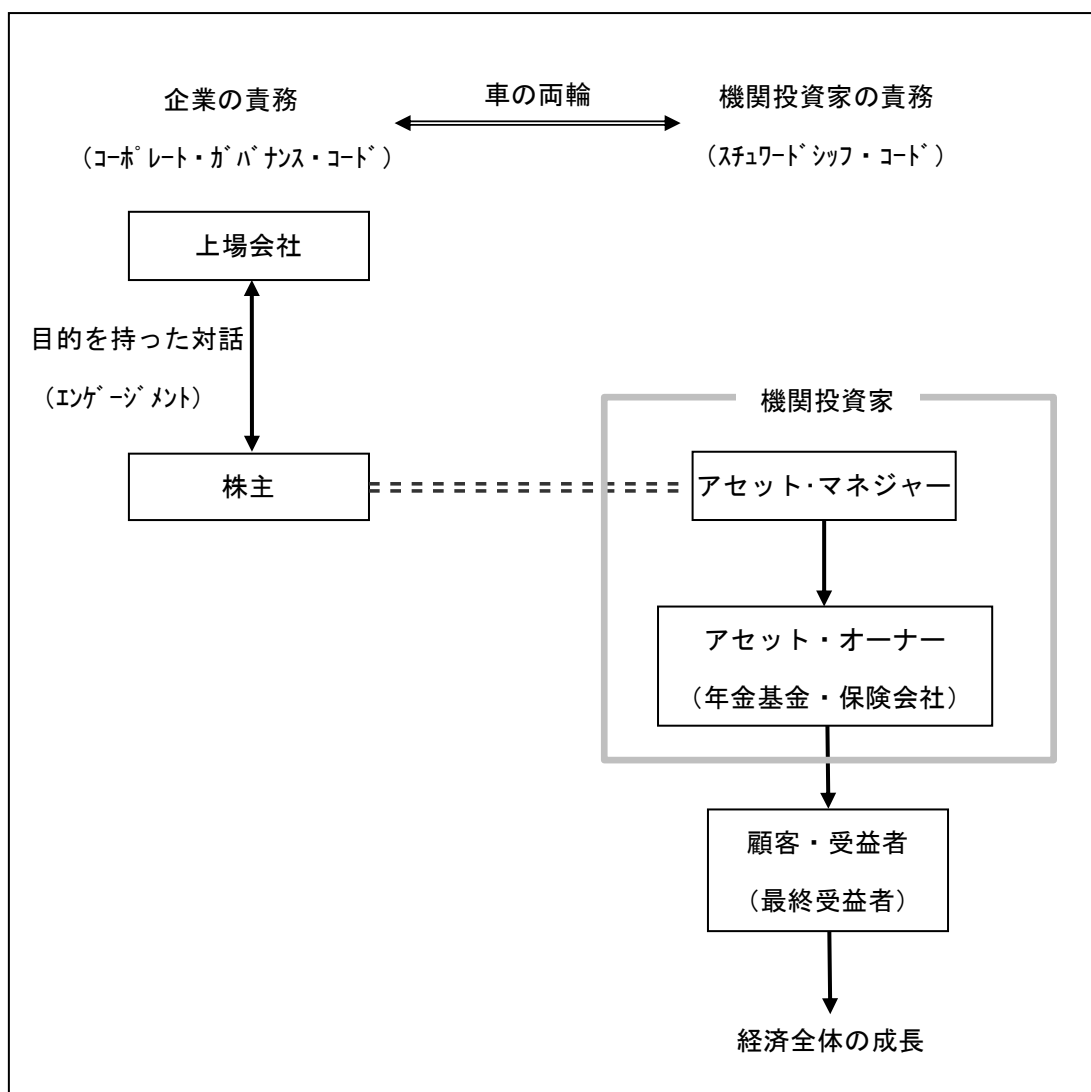 企業の責務
車の両輪
機関投資家の責務
（ｺｰﾎﾟﾚｰﾄ・ｶﾞﾊﾞﾅﾝｽ・ｺｰﾄﾞ）
（ｽﾁｭﾜｰﾄﾞｼｯﾌ・ｺｰﾄﾞ）
上場会社
目的を持った対話
（ｴﾝｹﾞｰｼﾞﾒﾝﾄ）
機関投資家
株主
アセット・マネジャー
アセット・オーナー
（年金基金・保険会社）
顧客・受益者
（最終受益者）
経済全体の成長